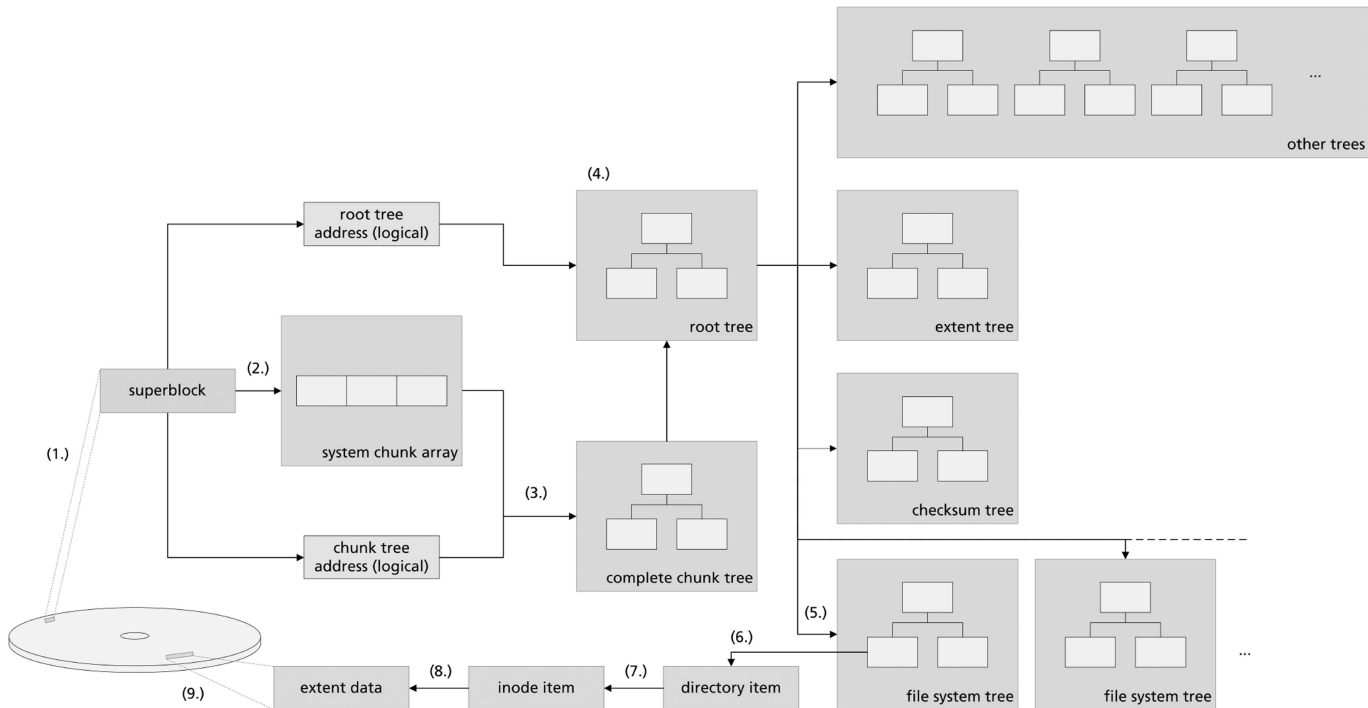 ...
other trees
(4.)
root tree
address (logical)
root tree
extent tree
superblock
(2.)
system chunk array
(1.)
(3.)
checksum tree
chunk tree
address (logical)
complete chunk tree
(5.)
(6.)
...
file system tree
file system tree
(9.)
extent data
(8.)
inode item
(7.)
directory item